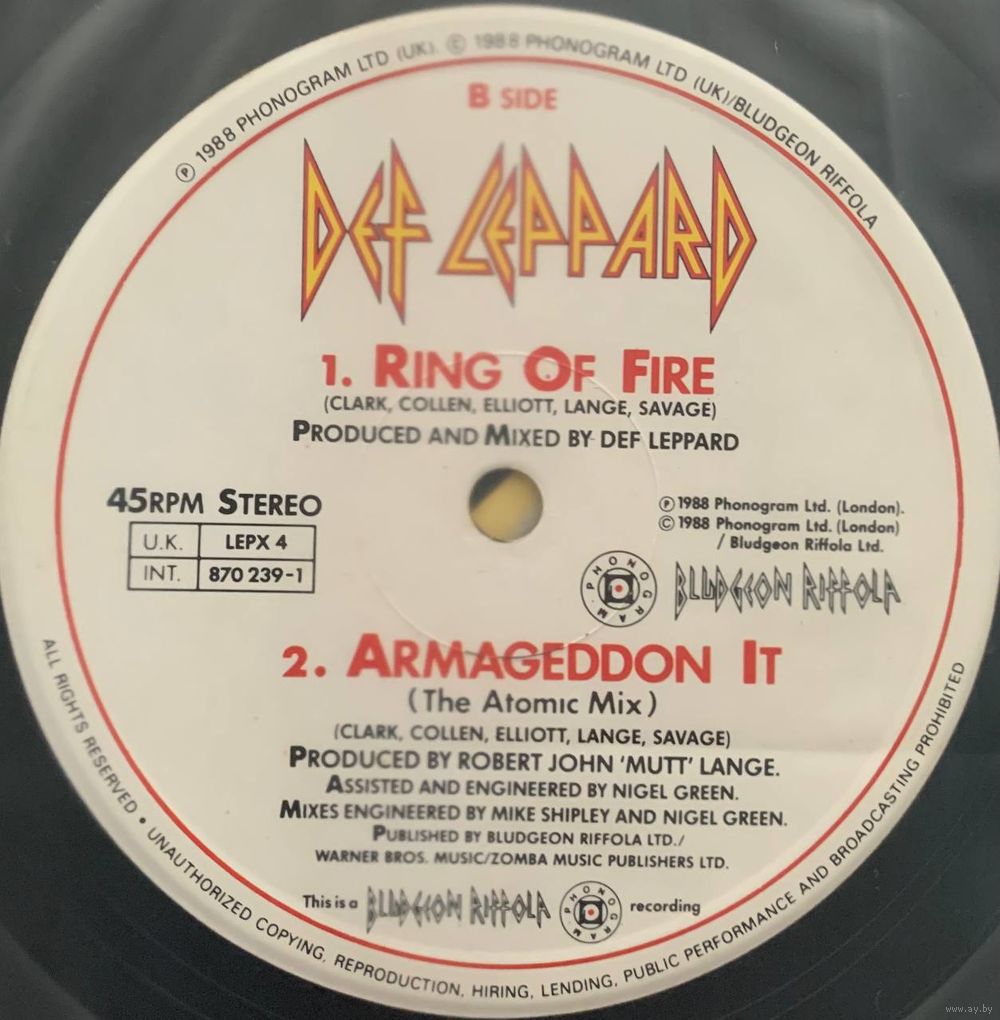 ℗ 1988 PHONOGRAM LTD (UK). © 1988 PHONOGRAM LTD (UK)/BLUDGEON RIFFOLA
B SIDE
DEF LEPPARD
1. RING OF FIRE
(CLARK, COLLEN, ELLIOTT, LANGE, SAVAGE)
PRODUCED AND MIXED BY DEF LEPPARD
45RPM STEREO
U.K. LEPX 4
INT. 870 239-1
℗ 1988 Phonogram Ltd. (London).
© 1988 Phonogram Ltd. (London)
/ Bludgeon Riffola Ltd.
PHONOGRAM
BLUDGEON RIFFOLA
2. ARMAGEDDON IT
(The Atomic Mix)
(CLARK, COLLEN, ELLIOTT, LANGE, SAVAGE)
PRODUCED BY ROBERT JOHN 'MUTT' LANGE.
ASSISTED AND ENGINEERED BY NIGEL GREEN.
MIXES ENGINEERED BY MIKE SHIPLEY AND NIGEL GREEN.
PUBLISHED BY BLUDGEON RIFFOLA LTD./
WARNER BROS. MUSIC/ZOMBA MUSIC PUBLISHERS LTD.
This is a BLUDGEON RIFFOLA PHONOGRAM recording
ALL RIGHTS RESERVED • UNAUTHORIZED COPYING, REPRODUCTION, HIRING, LENDING, PUBLIC PERFORMANCE AND BROADCASTING PROHIBITED
www.ay.by